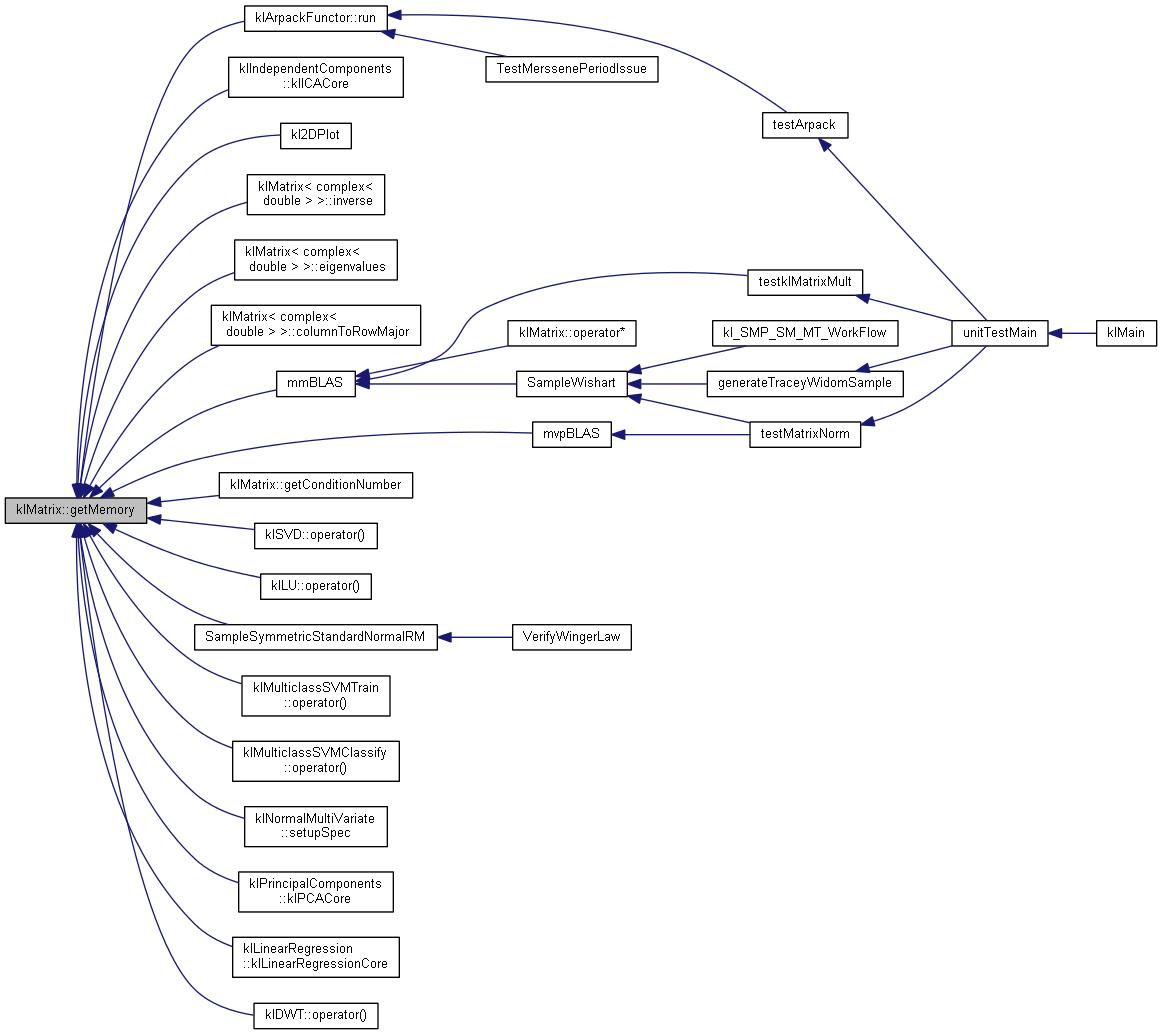 klArpackFunctor::run
TestMerssenePeriodIssue
klIndependentComponents
::klICACore
testArpack
kl2DPlot
klMatrix< complex<
double > >::inverse
klMatrix< complex<
double > >::eigenvalues
testklMatrixMult
klMatrix< complex<
double > >::columnToRowMajor
klMatrix::operator*
kl_SMP_SM_MT_WorkFlow
unitTestMain
klMain
mmBLAS
SampleWishart
generateTraceyWidomSample
mvpBLAS
testMatrixNorm
klMatrix::getConditionNumber
klMatrix::getMemory
klSVD::operator()
klLU::operator()
SampleSymmetricStandardNormalRM
VerifyWingerLaw
klMulticlassSVMTrain
::operator()
klMulticlassSVMClassify
::operator()
klNormalMultiVariate
::setupSpec
klPrincipalComponents
::klPCACore
klLinearRegression
::klLinearRegressionCore
klDWT::operator()